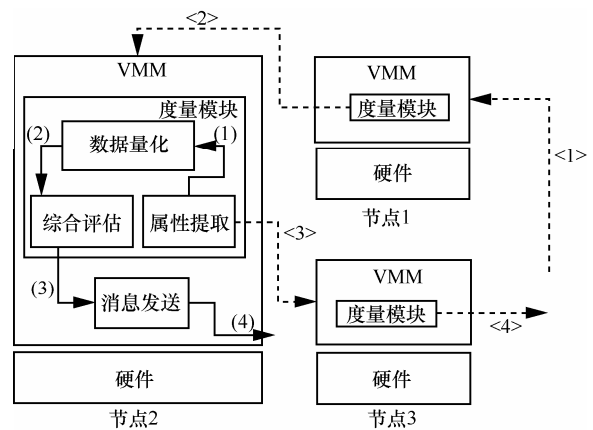 <2>
VMM
度量模块
(2)
数据量化
(1)
综合评估
属性提取
(3)
消息发送
(4)
硬件
节点2
VMM
度量模块
硬件
节点1
<1>
<3>
VMM
度量模块
<4>
硬件
节点3